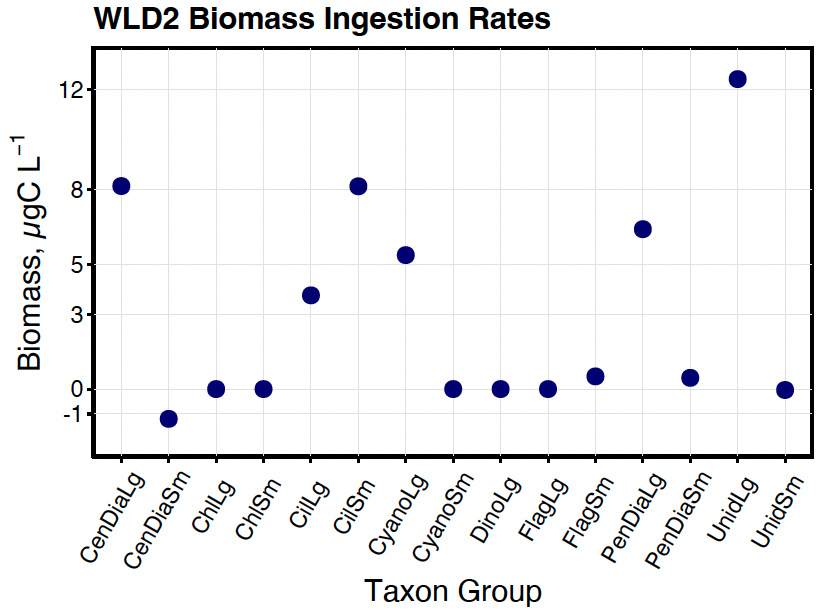 WLD2 Biomass Ingestion Rates
Biomass, µgC L⁻¹
12
8
5
3
0
-1
CenDiaLg
CenDiaSm
ChlLg
ChlSm
CilLg
CilSm
CyanoLg
CyanoSm
DinoLg
FlagLg
FlagSm
PenDiaLg
PenDiaSm
UnidLg
UnidSm
Taxon Group